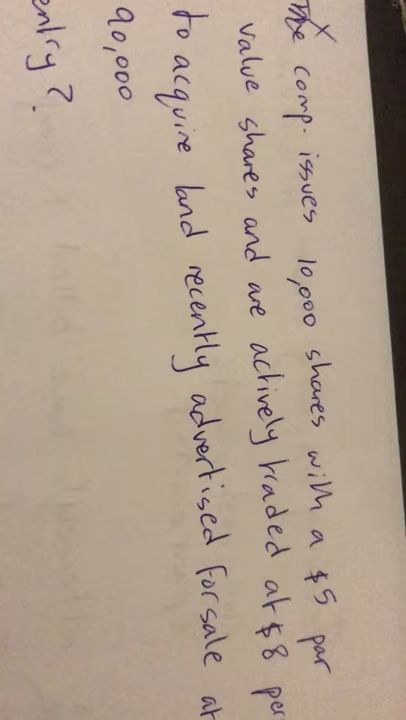 The X comp. issues 10,000 shares with a $5 par
value shares and are actively traded at $8 per
to acquire land recently advertised for sale at
90,000
entry?